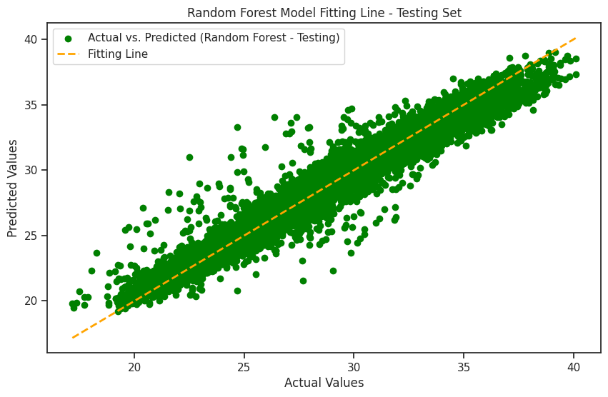 Random Forest Model Fitting Line - Testing Set
Actual vs. Predicted (Random Forest - Testing)
Fitting Line
Predicted Values
40
35
30
25
20
20 25 30 35 40
Actual Values